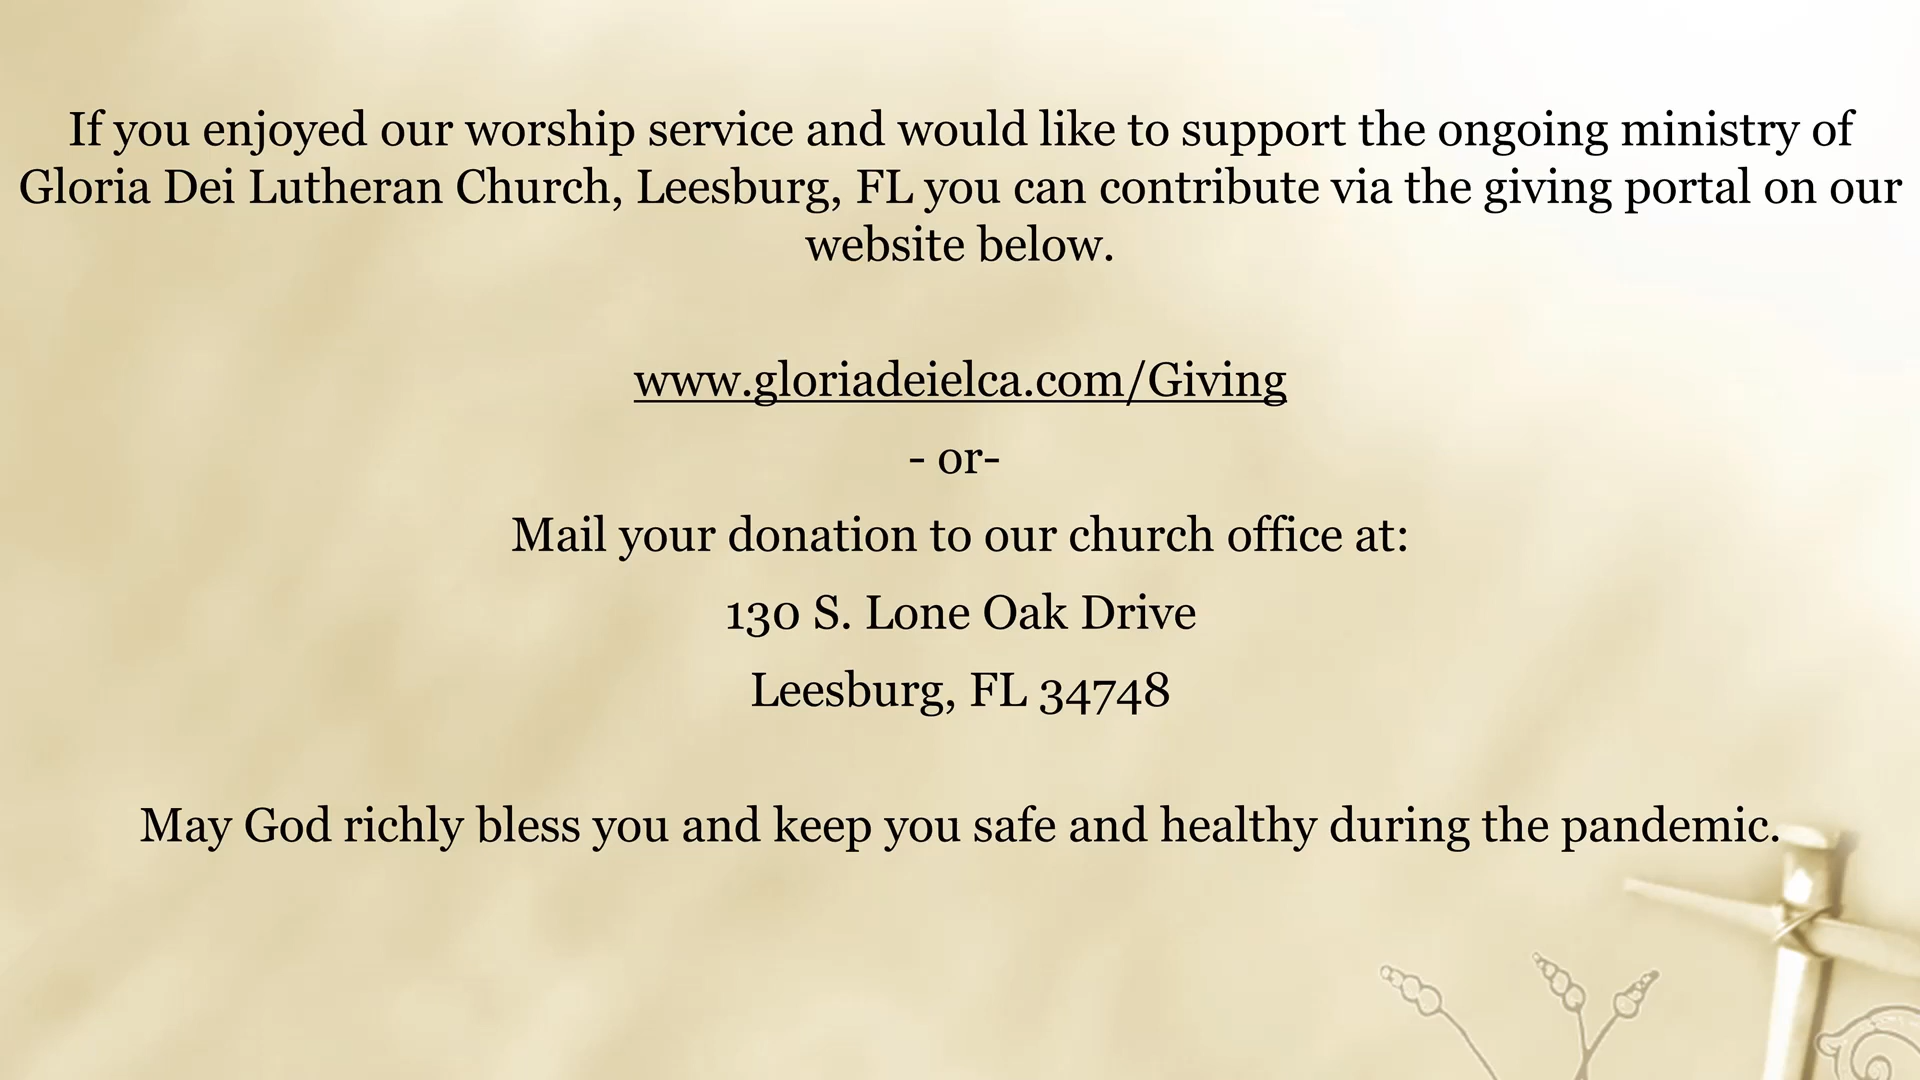 If you enjoyed our worship service and would like to support the ongoing ministry of
Gloria Dei Lutheran Church, Leesburg, FL you can contribute via the giving portal on our
website below.
www.gloriadeielca.com/Giving
- or-
Mail your donation to our church office at:
130 S. Lone Oak Drive
Leesburg, FL 34748
May God richly bless you and keep you safe and healthy during the pandemic.